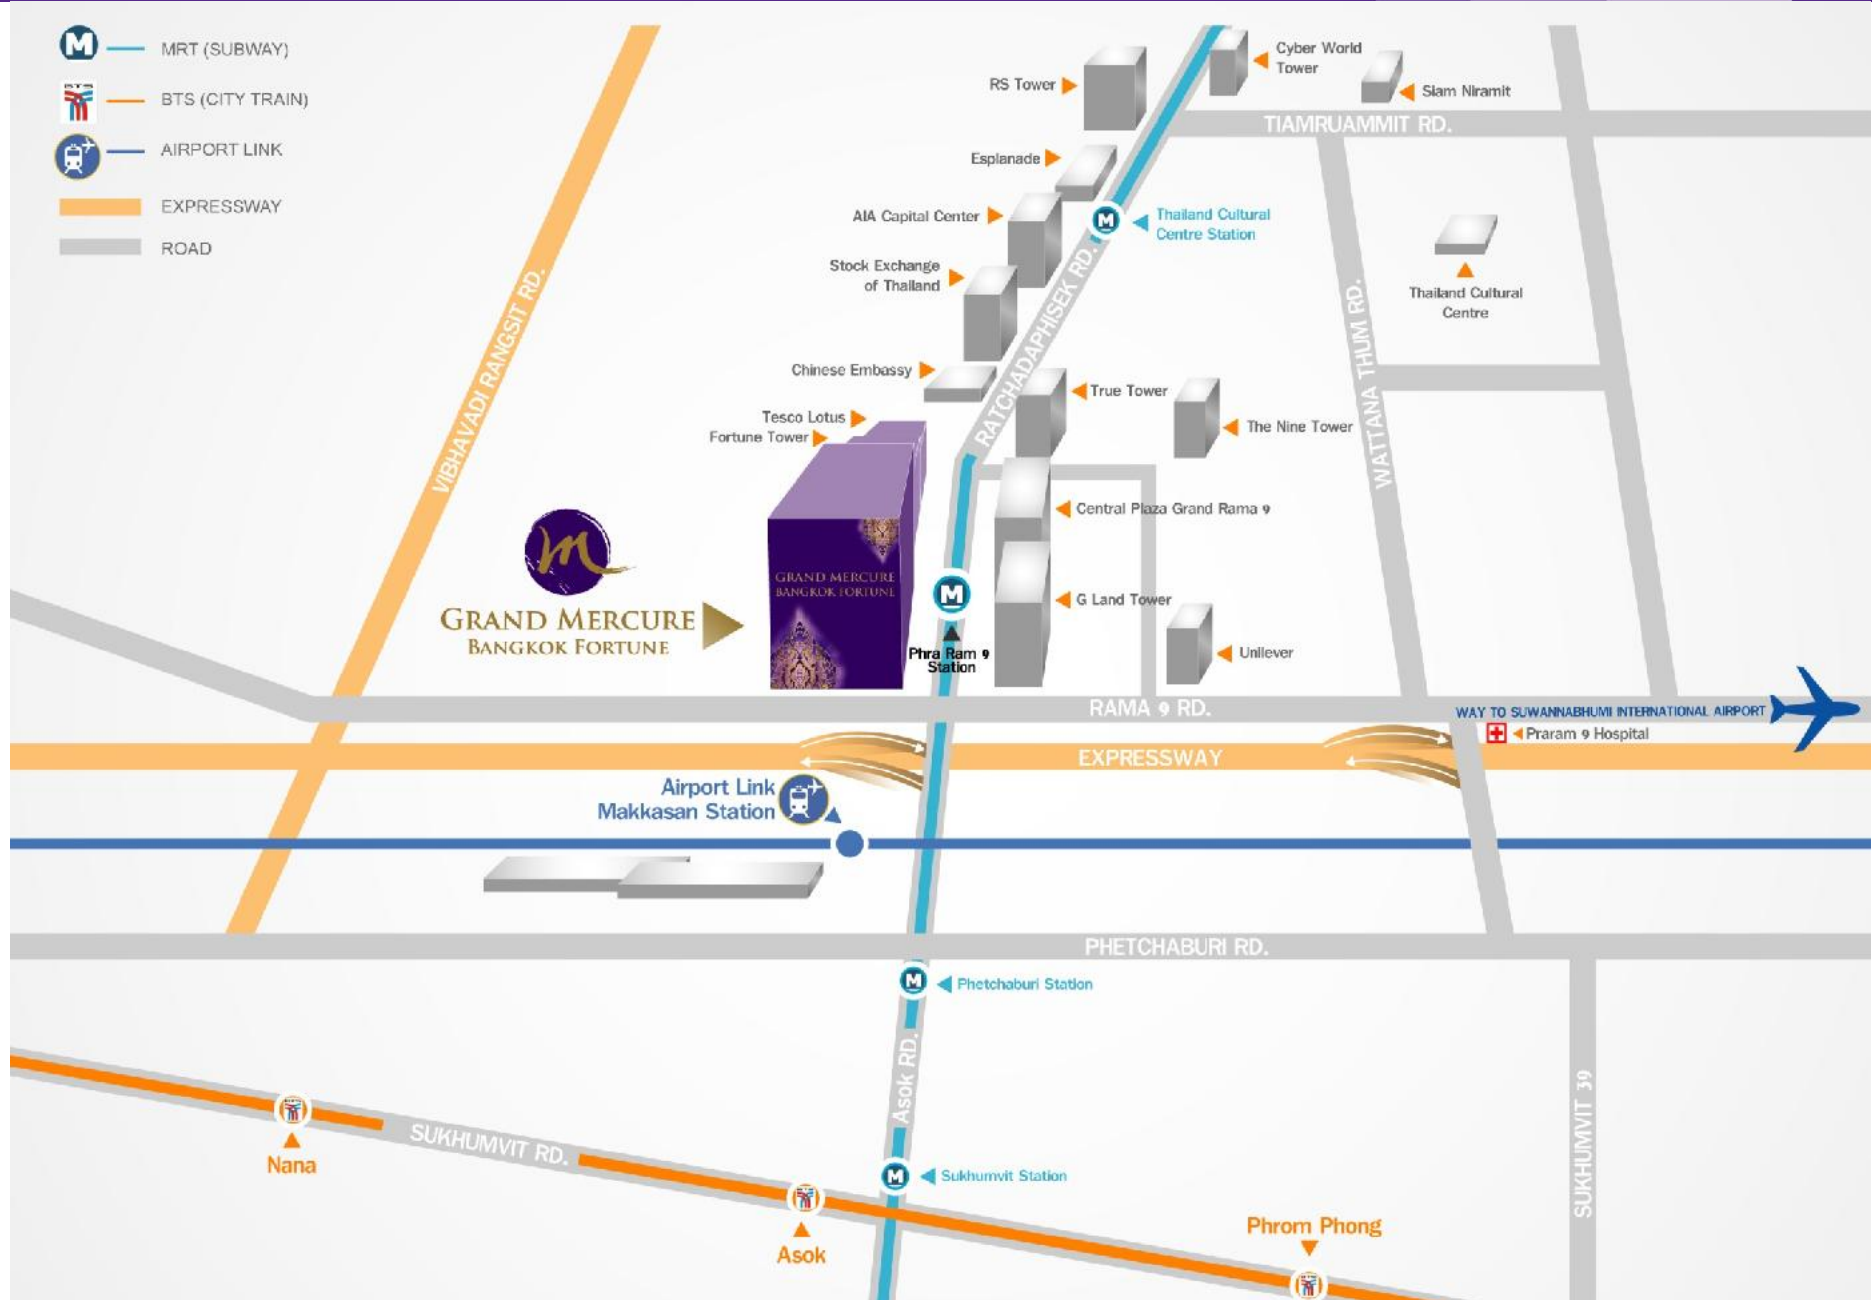 MRT (SUBWAY)
BTS (CITY TRAIN)
AIRPORT LINK
EXPRESSWAY
ROAD
RS Tower
Cyber World
Tower
Siam Niramit
TIAMRUAMMIT RD.
Esplanade
AIA Capital Center
Thailand Cultural
Centre Station
Stock Exchange
of Thailand
Thailand Cultural
Centre
VIBHAVADI RANGSIT RD.
RATCHADAPHISEK RD.
WATTANA THUM RD.
Chinese Embassy
True Tower
Tesco Lotus
Fortune Tower
The Nine Tower
Central Plaza Grand Rama 9
GRAND MERCURE
BANGKOK FORTUNE
GRAND MERCURE
BANGKOK FORTUNE
M
G Land Tower
Phra Ram 9
Station
Unilever
RAMA 9 RD.
WAY TO SUWANNABHUMI INTERNATIONAL AIRPORT
Praram 9 Hospital
EXPRESSWAY
Airport Link
Makkasan Station
PHETCHABURI RD.
Phetchaburi Station
Asok RD.
SUKHUMVIT 39
SUKHUMVIT RD.
Nana
Sukhumvit Station
Asok
Phrom Phong